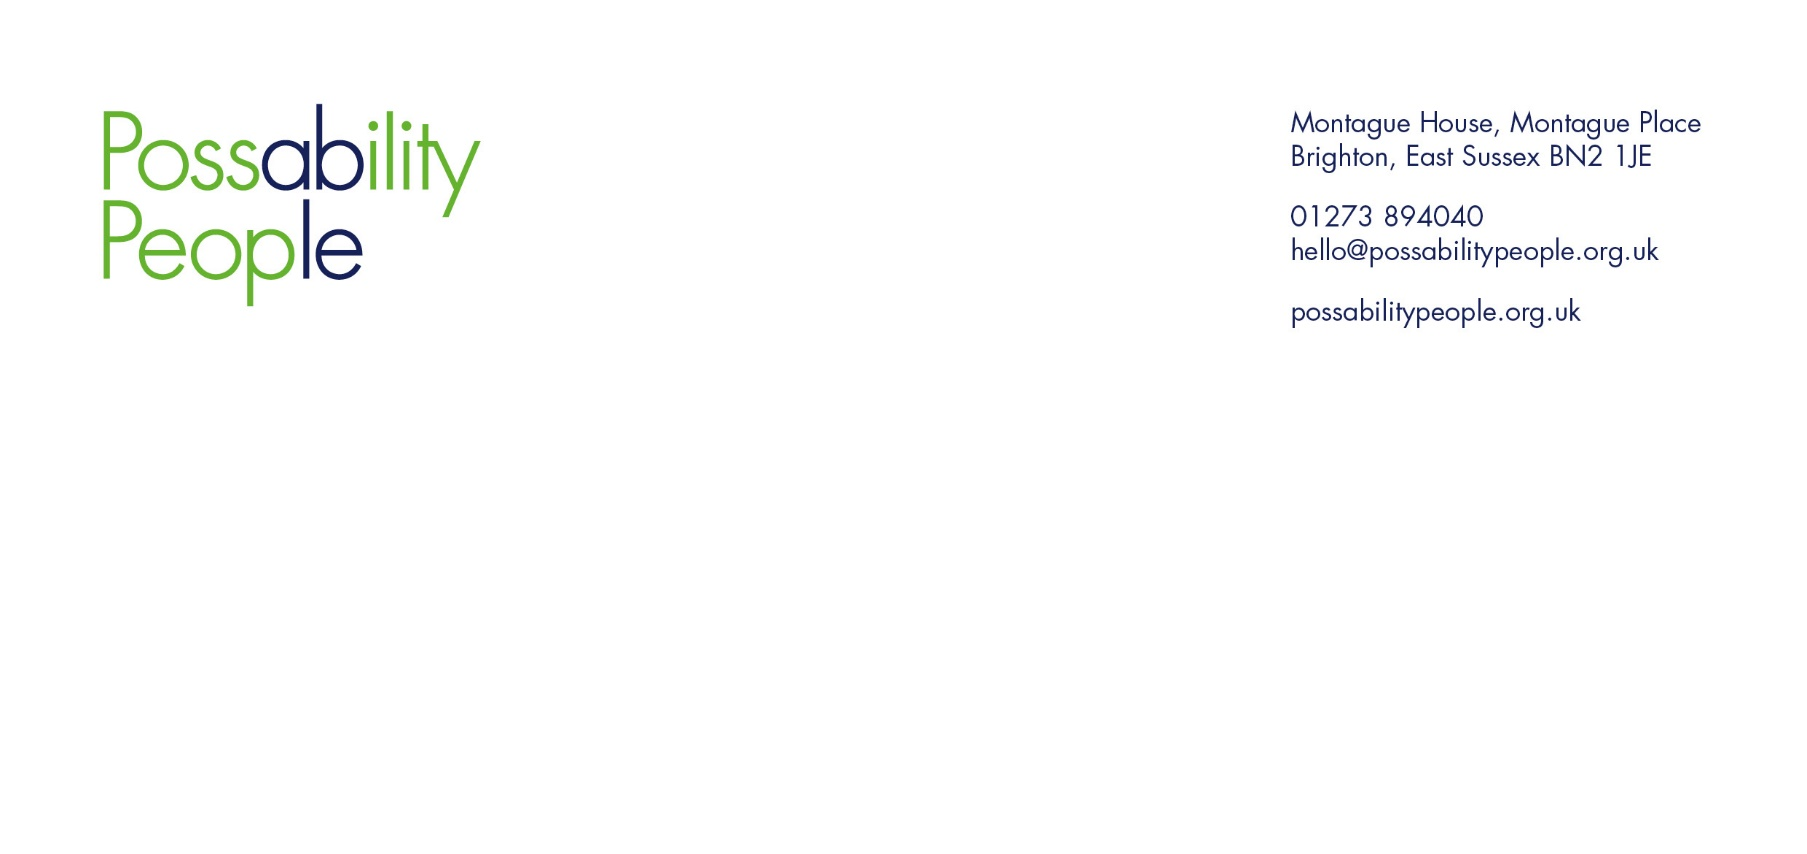 Possability
People
Montague House, Montague Place
Brighton, East Sussex BN2 1JE
01273 894040
hello@possabilitypeople.org.uk
possabilitypeople.org.uk